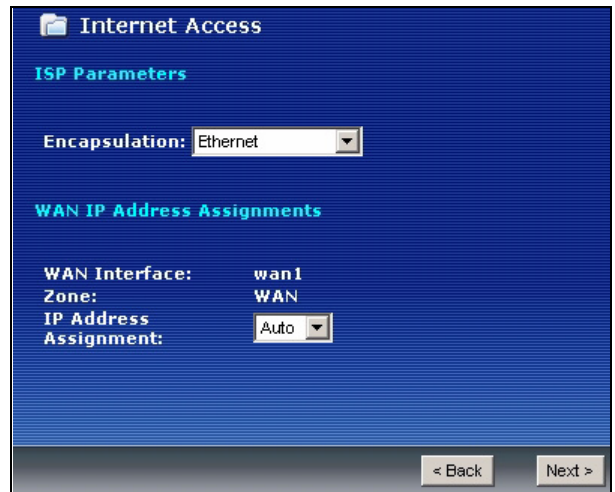 Internet Access
ISP Parameters
Encapsulation: Ethernet
WAN IP Address Assignments
WAN Interface: wan1
Zone: WAN
IP Address
Assignment: Auto
< Back Next >